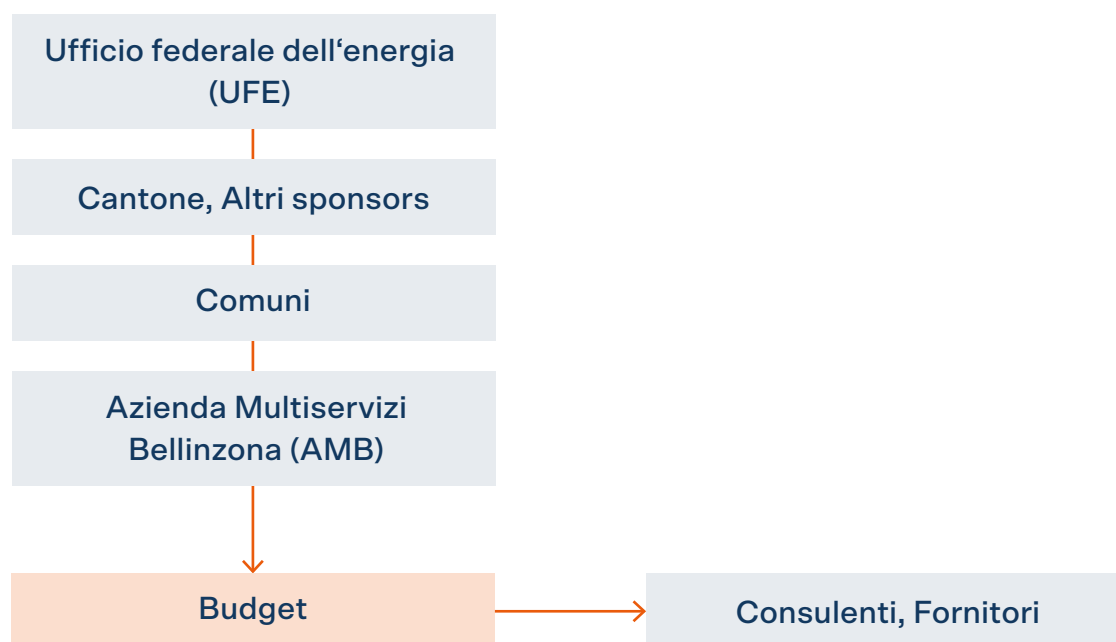 Ufficio federale dell‘energia
(UFE)
Cantone, Altri sponsors
Comuni
Azienda Multiservizi
Bellinzona (AMB)
Budget
Consulenti, Fornitori